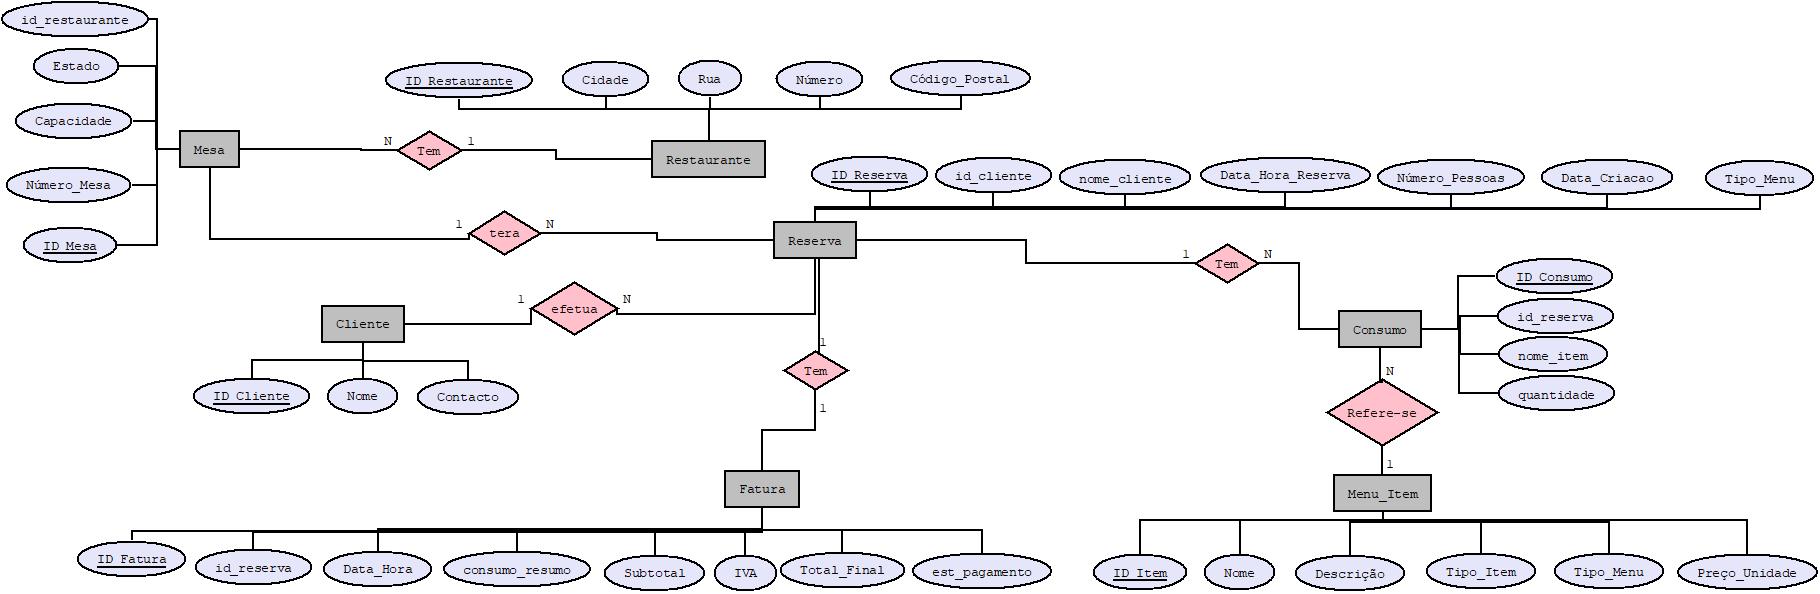 id_restaurante
Estado
Capacidade
Número_Mesa
ID Mesa
Mesa
N
Tem
1
ID Restaurante
Cidade
Rua
Número
Código_Postal
Restaurante
1
tera
N
ID Reserva
id_cliente
nome_cliente
Data_Hora_Reserva
Número_Pessoas
Data_Criacao
Tipo_Menu
Reserva
1
Tem
N
Cliente
1
efetua
N
ID Cliente
Nome
Contacto
1
Tem
1
ID Consumo
id_reserva
nome_item
quantidade
Consumo
N
Refere-se
1
Menu_Item
Fatura
ID Fatura
id_reserva
Data_Hora
consumo_resumo
Subtotal
IVA
Total_Final
est_pagamento
ID Item
Nome
Descrição
Tipo_Item
Tipo_Menu
Preço_Unidade